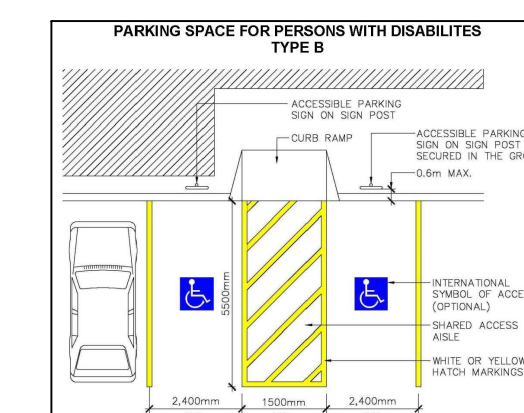 PARKING SPACE FOR PERSONS WITH DISABILITES
TYPE B
ACCESSIBLE PARKING
SIGN ON SIGN POST
CURB RAMP
ACCESSIBLE PARKING
SIGN ON SIGN POST
SECURED IN THE GR
0.6m MAX.
5500mm
INTERNATIONAL
SYMBOL OF ACCE
(OPTIONAL)
SHARED ACCESS
AISLE
WHITE OR YELLOW
HATCH MARKINGS
2,400mm
1500mm
2,400mm